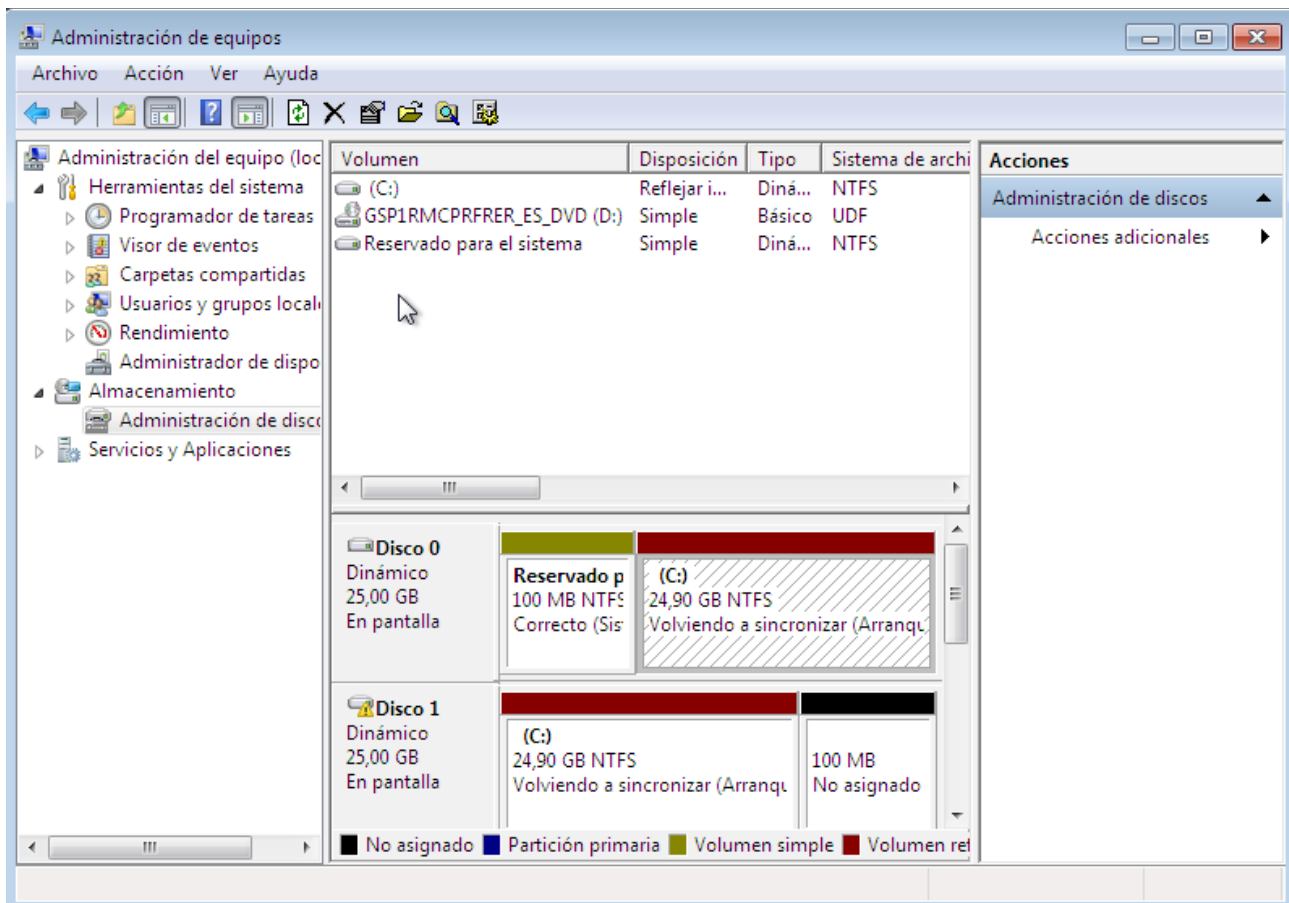 Administración de equipos
Archivo Acción Ver Ayuda
Administración del equipo (loc
Herramientas del sistema
Programador de tareas
Visor de eventos
Carpetas compartidas
Usuarios y grupos local
Rendimiento
Administrador de dispo
Almacenamiento
Administración de disco
Servicios y Aplicaciones
Volumen Disposición Tipo Sistema de archi
(C:) Reflejar i... Diná... NTFS
GSP1RMCPRFRER_ES_DVD (D:) Simple Básico UDF
Reservado para el sistema Simple Diná... NTFS
Disco 0
Dinámico
25,00 GB
En pantalla
Reservado p
100 MB NTFS
Correcto (Sis
(C:)
24,90 GB NTFS
Volviendo a sincronizar (Arranqu
Disco 1
Dinámico
25,00 GB
En pantalla
(C:)
24,90 GB NTFS
Volviendo a sincronizar (Arranqu
100 MB
No asignado
No asignado Partición primaria Volumen simple Volumen ref
Acciones
Administración de discos
Acciones adicionales